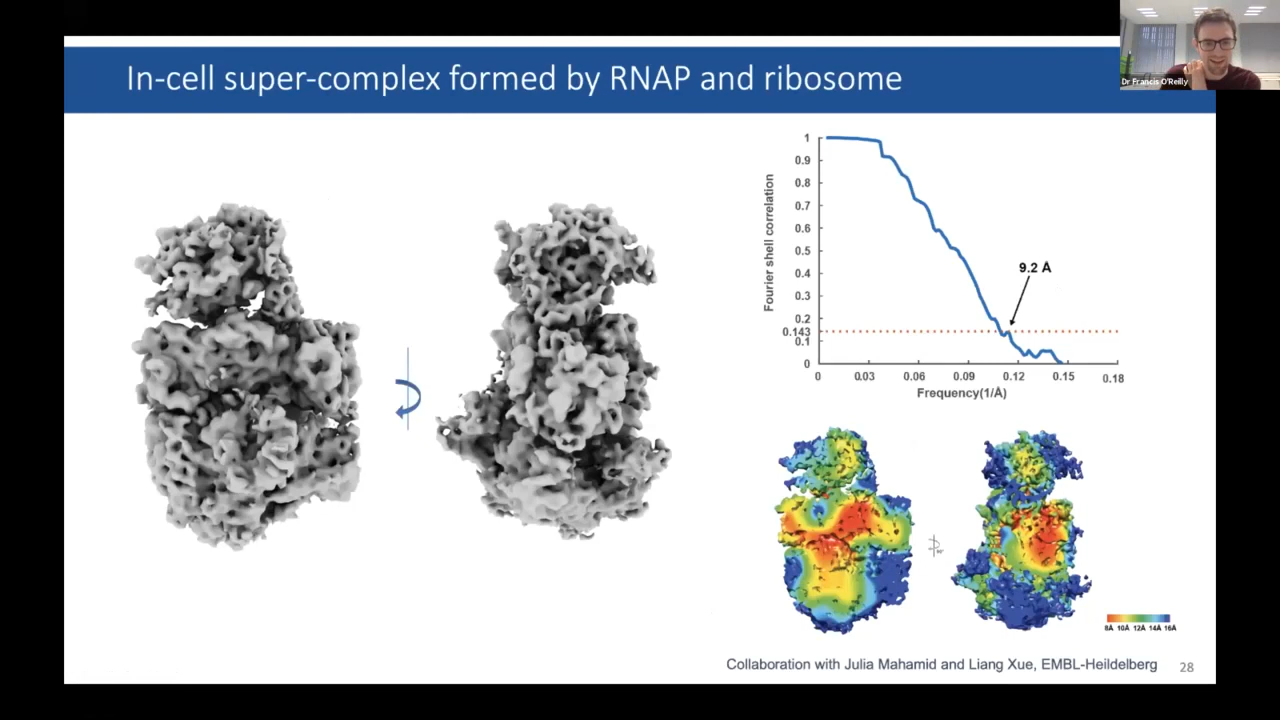 In-cell super-complex formed by RNAP and ribosome
Dr Francis O'Reilly
1
0.9
0.8
0.7
0.6
0.5
0.4
0.3
0.2
0.143
0.1
0
Fourier shell correlation
9.2 Å
0 0.03 0.06 0.09 0.12 0.15 0.18
Frequency(1/Å)
8Å 10Å 12Å 14Å 16Å
Collaboration with Julia Mahamid and Liang Xue, EMBL-Heildelberg
28